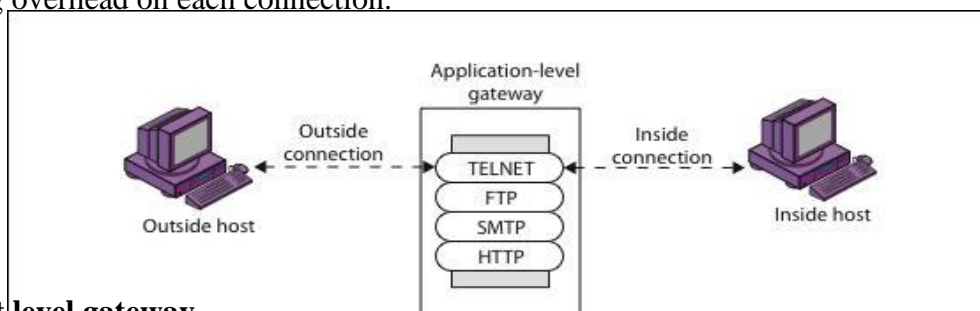 overhead on each connection.
Application-level
gateway
Outside
connection
Inside
connection
TELNET
FTP
SMTP
HTTP
Outside host
Inside host
level gateway